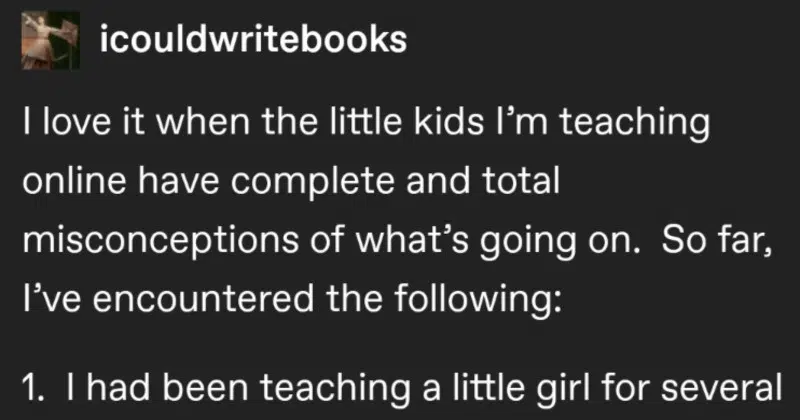 icouldwritebooks
I love it when the little kids I’m teaching
online have complete and total
misconceptions of what’s going on.  So far,
I’ve encountered the following:
1.  I had been teaching a little girl for several